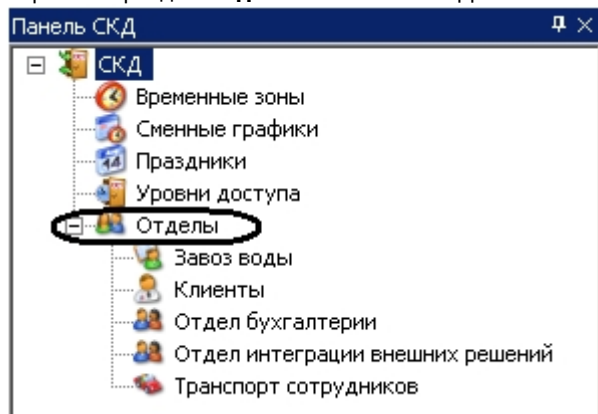 Панель СКД
СКД
Временные зоны
Сменные графики
Праздники
Уровни доступа
Отделы
Завоз воды
Клиенты
Отдел бухгалтерии
Отдел интеграции внешних решений
Транспорт сотрудников